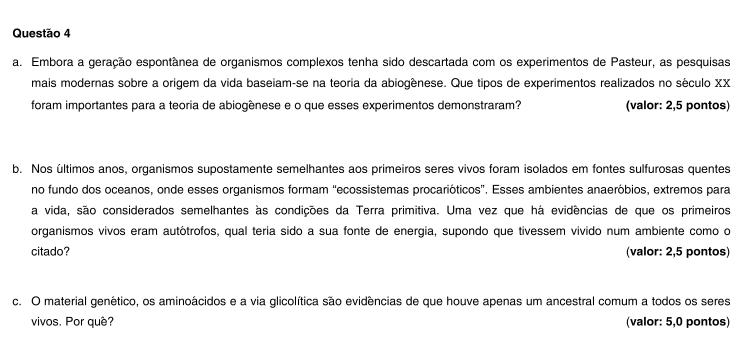 Questão 4
a. Embora a geração espontânea de organismos complexos tenha sido descartada com os experimentos de Pasteur, as pesquisas
mais modernas sobre a origem da vida baseiam-se na teoria da abiogênese. Que tipos de experimentos realizados no século XX
foram importantes para a teoria de abiogênese e o que esses experimentos demonstraram? (valor: 2,5 pontos)
b. Nos últimos anos, organismos supostamente semelhantes aos primeiros seres vivos foram isolados em fontes sulfurosas quentes
no fundo dos oceanos, onde esses organismos formam “ecossistemas procarióticos”. Esses ambientes anaeróbios, extremos para
a vida, são considerados semelhantes às condições da Terra primitiva. Uma vez que há evidências de que os primeiros
organismos vivos eram autótrofos, qual teria sido a sua fonte de energia, supondo que tivessem vivido num ambiente como o
citado? (valor: 2,5 pontos)
c. O material genético, os aminoácidos e a via glicolítica são evidências de que houve apenas um ancestral comum a todos os seres
vivos. Por quê? (valor: 5,0 pontos)